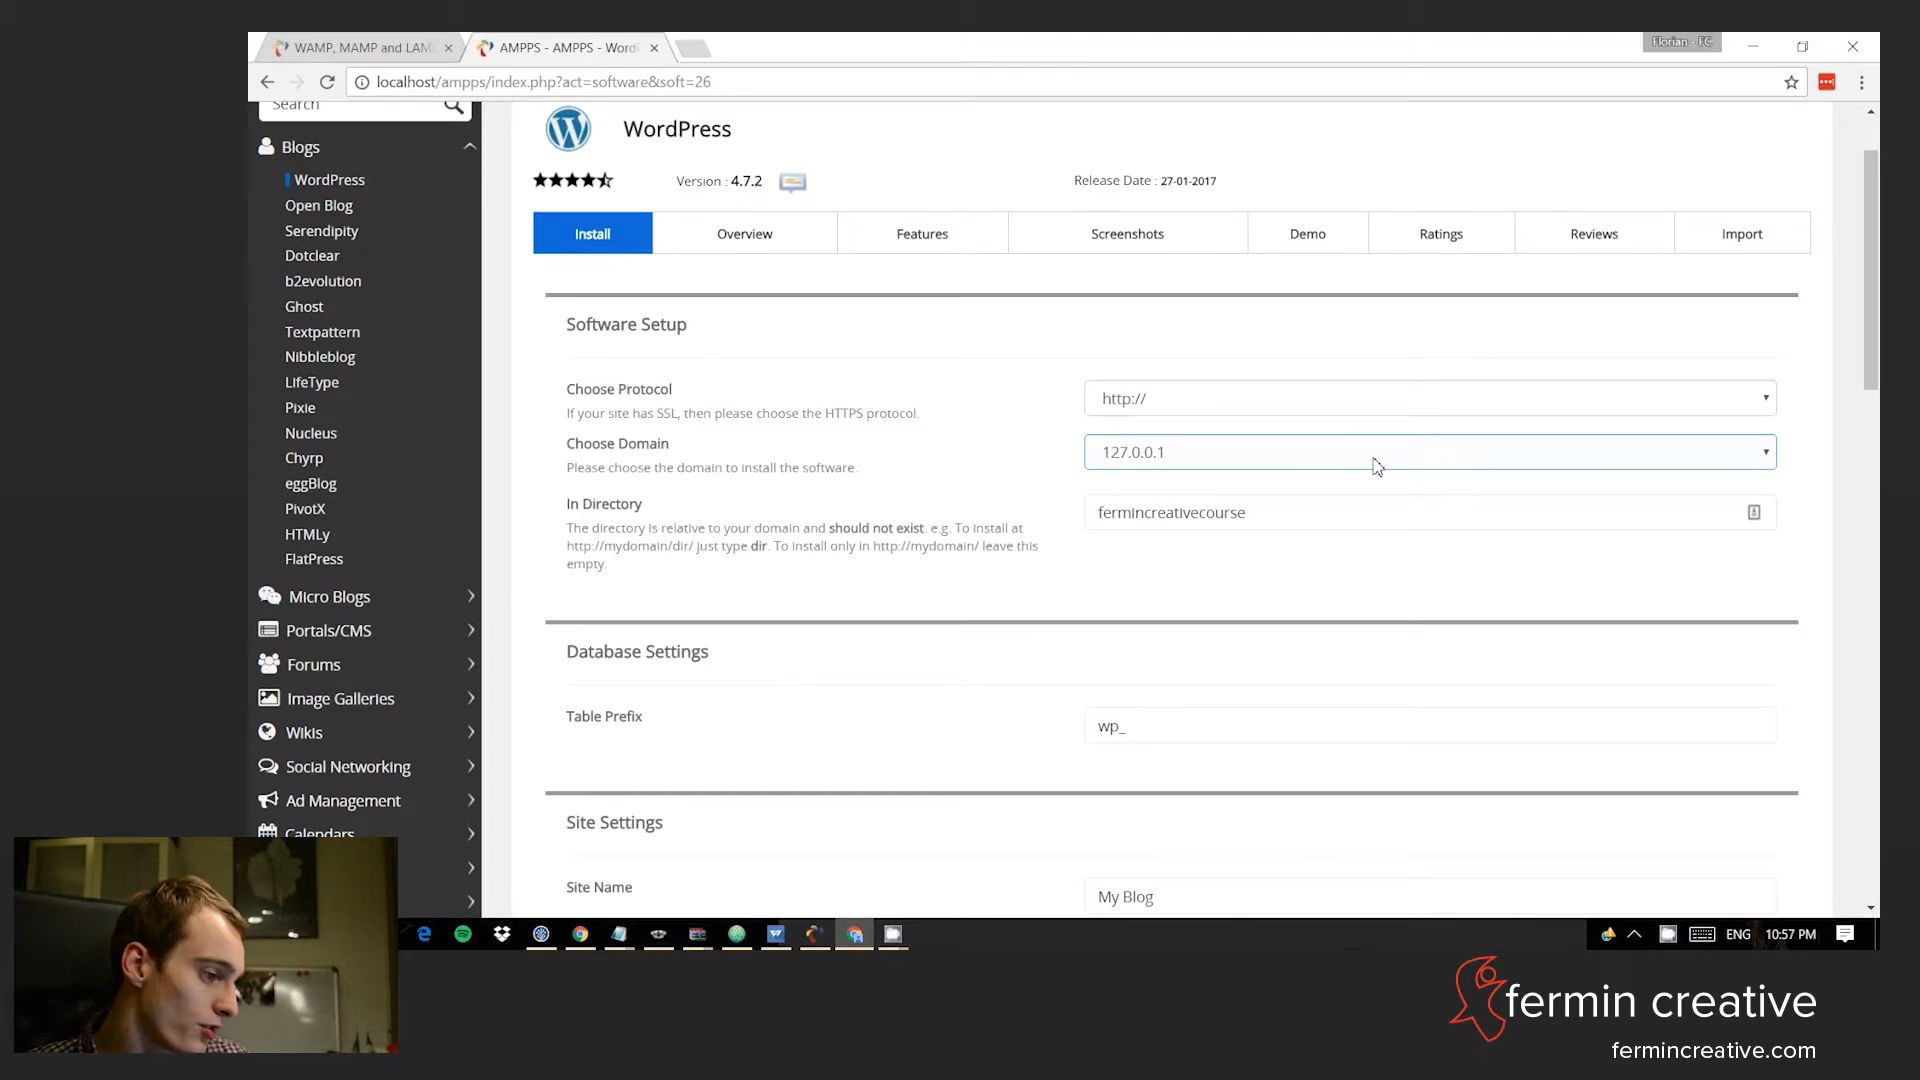 WAMP, MAMP and LAM
AMPPS - AMPPS - Word
Florian - FC
localhost/ampps/index.php?act=software&soft=26
Search
WordPress
Blogs
WordPress
Version : 4.7.2
Release Date : 27-01-2017
Open Blog
Serendipity
Install
Overview
Features
Screenshots
Demo
Ratings
Reviews
Import
Dotclear
b2evolution
Ghost
Textpattern
Nibbleblog
LifeType
Pixie
Nucleus
Chyrp
eggBlog
PivotX
HTMLy
FlatPress
Micro Blogs
Portals/CMS
Forums
Image Galleries
Wikis
Social Networking
Ad Management
Calendars
Software Setup
Choose Protocol
If your site has SSL, then please choose the HTTPS protocol.
http://
Choose Domain
Please choose the domain to install the software.
127.0.0.1
In Directory
The directory is relative to your domain and should not exist. e.g. To install at
http://mydomain/dir/ just type dir. To install only in http://mydomain/ leave this
empty.
fermincreativecourse
Database Settings
Table Prefix
wp_
Site Settings
Site Name
My Blog
ENG
10:57 PM
fermin creative
fermincreative.com